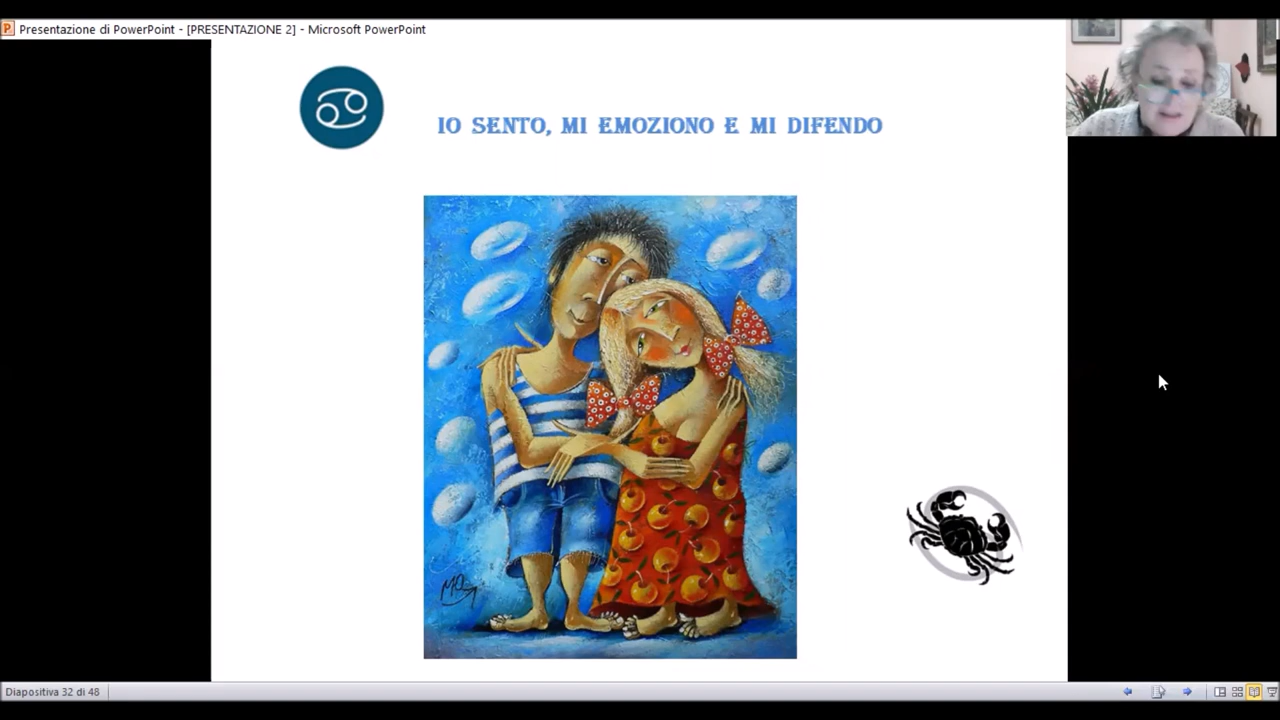 Presentazione di PowerPoint - [PRESENTAZIONE 2] - Microsoft PowerPoint
IO SENTO, MI EMOZIONO E MI DIFENDO
Diapositiva 32 di 48